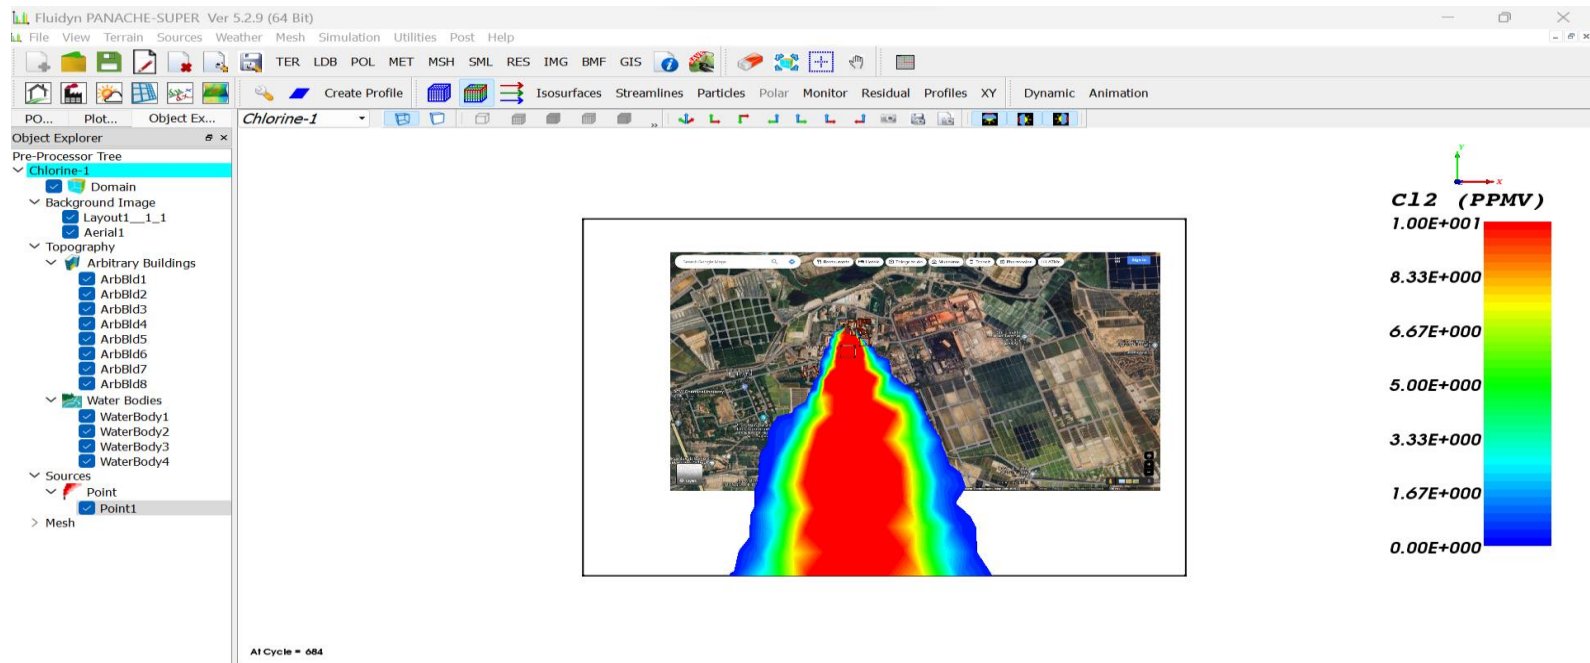 Fluidyn PANACHE-SUPER Ver 5.2.9 (64 Bit)
File View Terrain Sources Weather Mesh Simulation Utilities Post Help
TER LDB POL MET MSH SML RES IMG BMF GIS
Create Profile Isosurfaces Streamlines Particles Polar Monitor Residual Profiles XY Dynamic Animation
PO... Plot... Object Ex... Chlorine-1
Object Explorer
Pre-Processor Tree
Chlorine-1
Domain
Background Image
Layout1__1_1
Aerial1
Topography
Arbitrary Buildings
ArbBld1
ArbBld2
ArbBld3
ArbBld4
ArbBld5
ArbBld6
ArbBld7
ArbBld8
Water Bodies
WaterBody1
WaterBody2
WaterBody3
WaterBody4
Sources
Point
Point1
Mesh
Y
X
Cl2 (PPMV)
1.00E+001
8.33E+000
6.67E+000
5.00E+000
3.33E+000
1.67E+000
0.00E+000
Search Google Maps
Sign in
At Cycle = 684